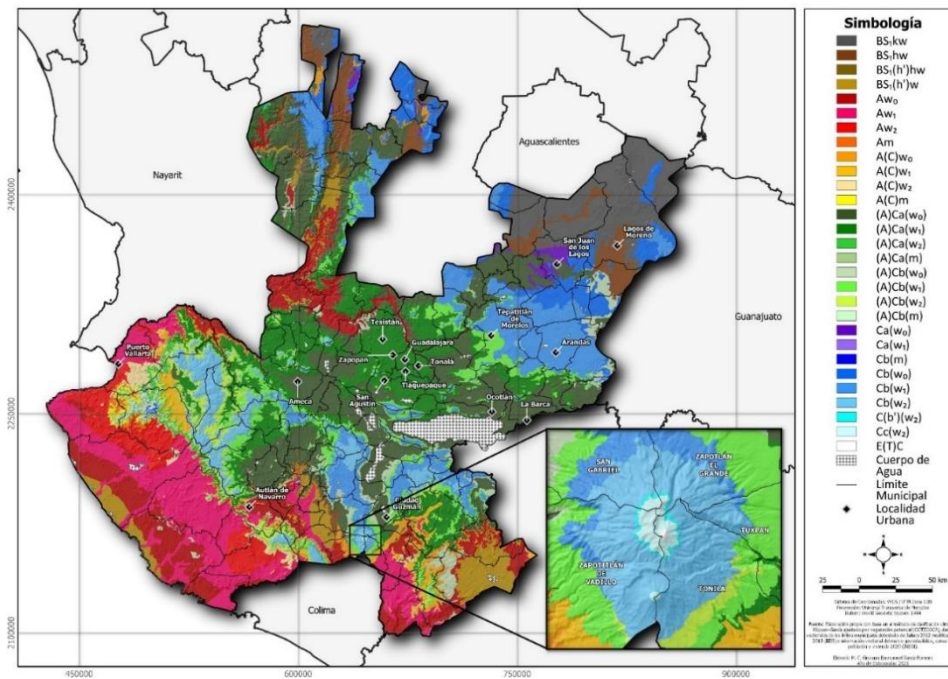 Nayarit
Aguascalientes
Guanajuato
Colima
Lagos de Moreno
San Juan
de los
Lagos
Tepatitlán
de
Morelos
Arandas
Tesistán
Guadalajara
Zapopan
Tonalá
Tlaquepaque
San
Agustín
Ameca
Ocotlán
La Barca
Puerto
Vallarta
Autlán de
Navarro
Ciudad
Guzmán
SAN
GABRIEL
ZAPOTLÁN
EL
GRANDE
TUXPAN
ZAPOTITLÁN
DE
VADILLO
TONILA
2400000
2250000
2100000
450000
600000
750000
900000
Simbología
BS₁kw
BS₁hw
BS₁(h')hw
BS₁(h')w
Aw₀
Aw₁
Aw₂
Am
A(C)w₀
A(C)w₁
A(C)w₂
A(C)m
(A)Ca(w₀)
(A)Ca(w₁)
(A)Ca(w₂)
(A)Ca(m)
(A)Cb(w₀)
(A)Cb(w₁)
(A)Cb(w₂)
(A)Cb(m)
Ca(w₀)
Ca(w₁)
Cb(m)
Cb(w₀)
Cb(w₁)
Cb(w₂)
C(b')(w₂)
Cc(w₂)
E(T)C
Cuerpo de
Agua
Límite
Municipal
Localidad
Urbana
25 0 25 50 km